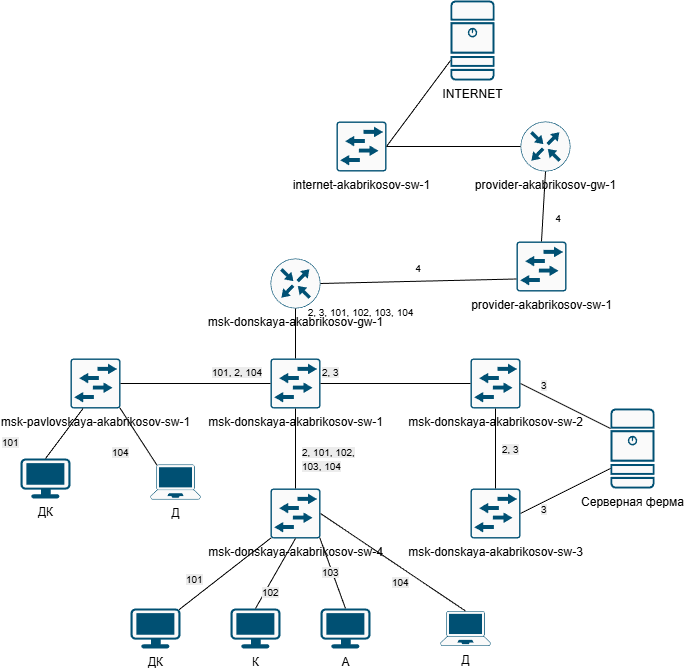 INTERNET
internet-akabrikosov-sw-1
provider-akabrikosov-gw-1
4
4
provider-akabrikosov-sw-1
2, 3, 101, 102, 103, 104
msk-donskaya-akabrikosov-gw-1
101, 2, 104
2, 3
3
msk-pavlovskaya-akabrikosov-sw-1
msk-donskaya-akabrikosov-sw-1
msk-donskaya-akabrikosov-sw-2
101
104
2, 101, 102,
103, 104
2, 3
Серверная ферма
3
ДК
Д
msk-donskaya-akabrikosov-sw-4
msk-donskaya-akabrikosov-sw-3
101
102
103
104
ДК
К
А
Д